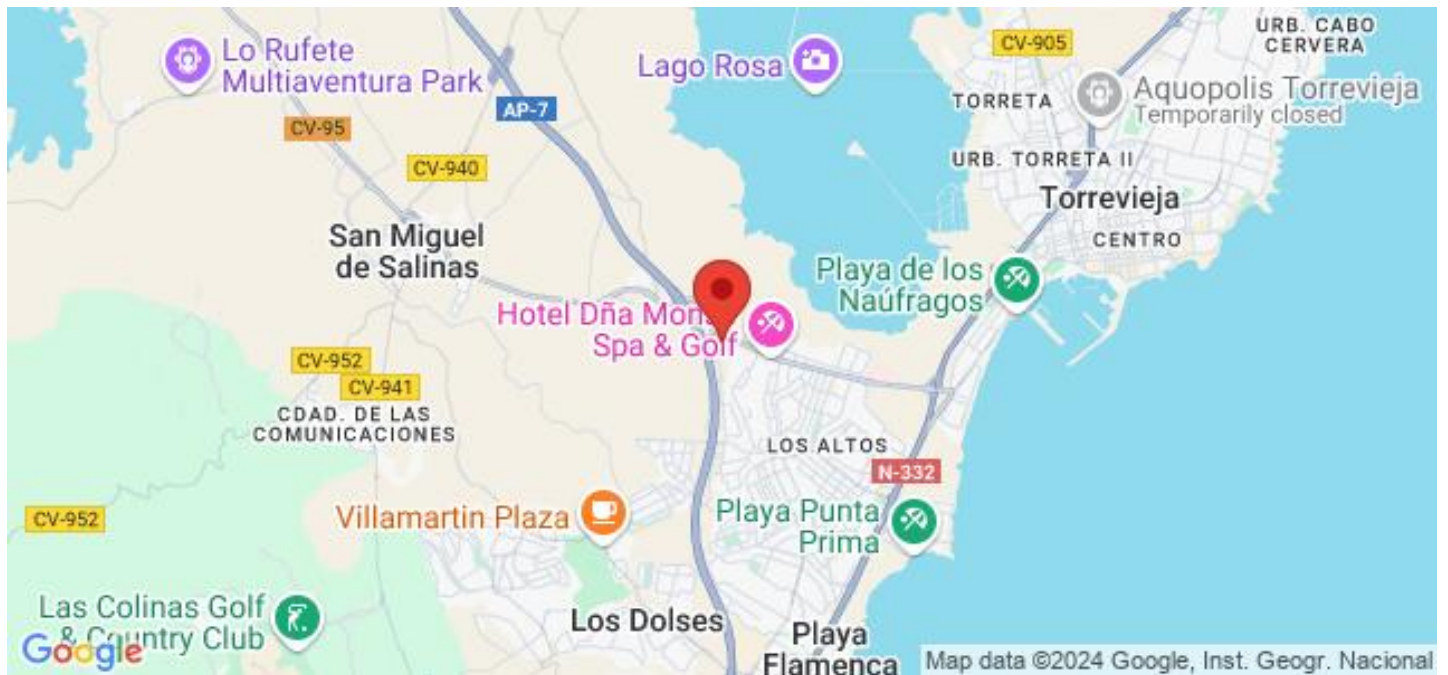 Lo Rufete
Multiaventura Park
Lago Rosa
CV-905
URB. CABO
CERVERA
AP-7
TORRETA
Aquopolis Torrevieja
Temporarily closed
CV-95
CV-940
URB. TORRETA II
Torrevieja
San Miguel
de Salinas
CENTRO
Playa de los
Naúfragos
Hotel Dña Mon
Spa & Golf
CV-952
CV-941
CDAD. DE LAS
COMUNICACIONES
LOS ALTOS
N-332
CV-952
Villamartin Plaza
Playa Punta
Prima
Las Colinas Golf
& Country Club
Los Dolses
Playa
Flamenca
Google
Map data ©2024 Google, Inst. Geogr. Nacional